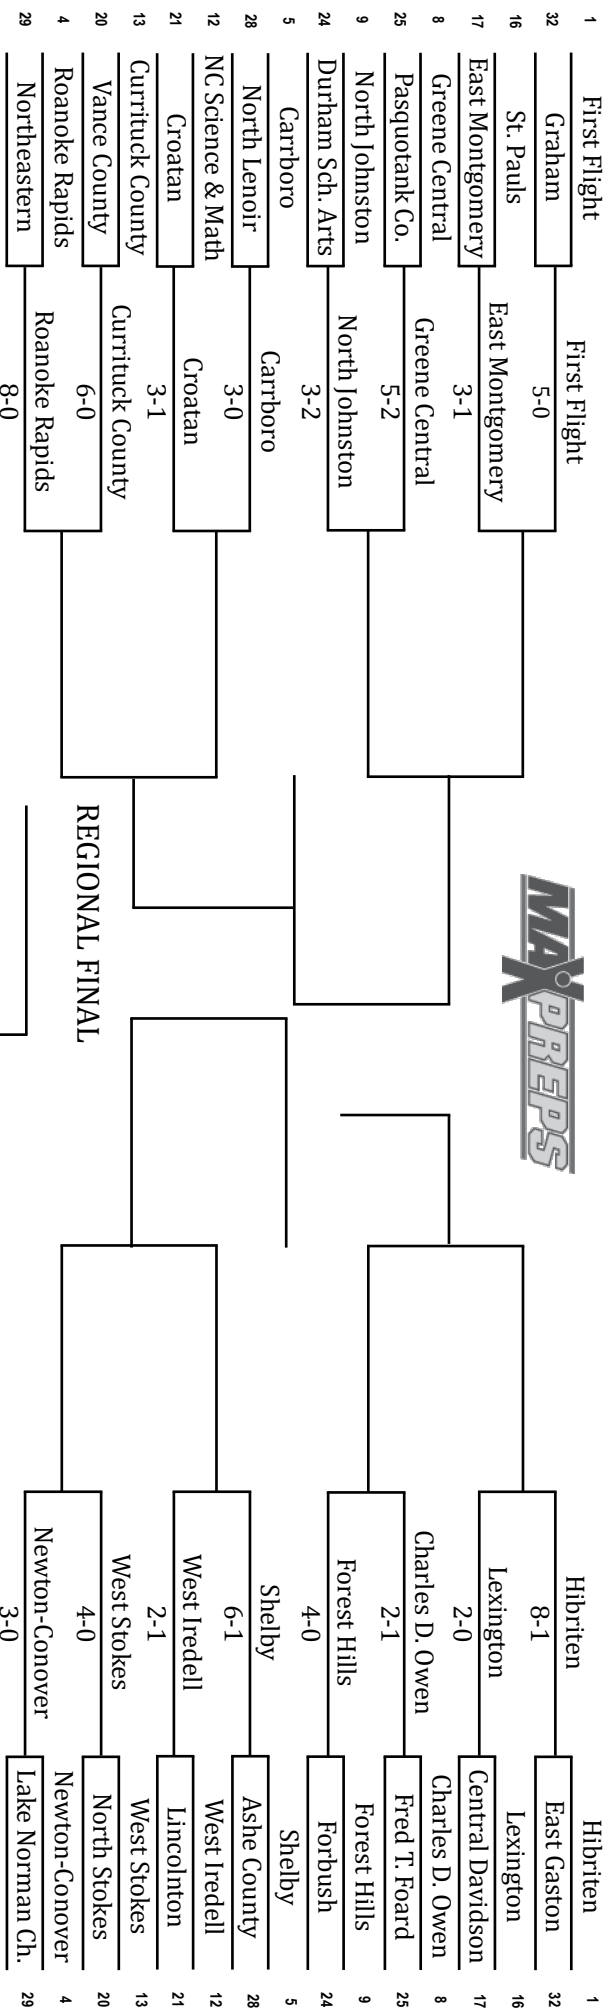 1 First Flight
32 Graham
16 St. Pauls
17 East Montgomery
8 Greene Central
25 Pasquotank Co.
9 North Johnston
24 Durham Sch. Arts
5 Carrboro
28 North Lenoir
12 NC Science & Math
21 Croatan
13 Currituck County
20 Vance County
4 Roanoke Rapids
29 Northeastern
First Flight
5-0
East Montgomery
3-1
Greene Central
5-2
North Johnston
3-2
Carrboro
3-0
Croatan
3-1
Currituck County
6-0
Roanoke Rapids
8-0
MAXPREPS
REGIONAL FINAL
Hibriten
8-1
Lexington
2-0
Charles D. Owen
2-1
Forest Hills
4-0
Shelby
6-1
West Iredell
2-1
West Stokes
4-0
Newton-Conover
3-0
Hibriten 1
East Gaston 32
Lexington 16
Central Davidson 17
Charles D. Owen 8
Fred T. Foard 25
Forest Hills 9
Forbush 24
Shelby 5
Ashe County 28
West Iredell 12
Lincolnton 21
West Stokes 13
North Stokes 20
Newton-Conover 4
Lake Norman Ch. 29